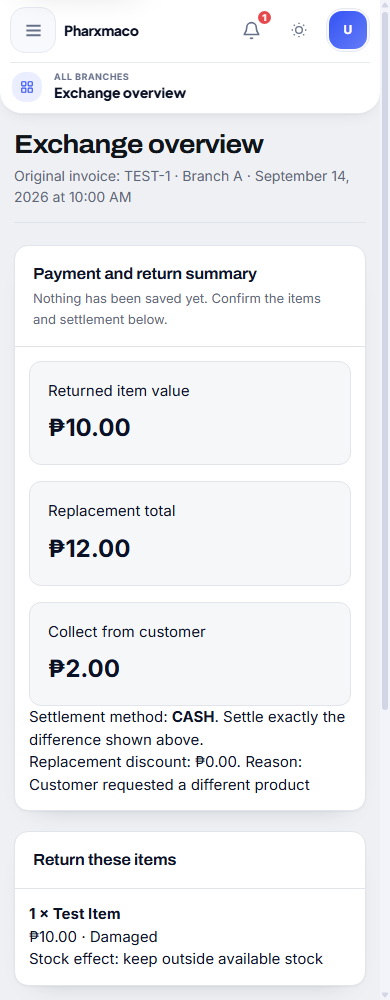 Pharxmaco
1
U
ALL BRANCHES
Exchange overview
Exchange overview
Original invoice: TEST-1 · Branch A · September 14,
2026 at 10:00 AM
Payment and return summary
Nothing has been saved yet. Confirm the items
and settlement below.
Returned item value
₱10.00
Replacement total
₱12.00
Collect from customer
₱2.00
Settlement method: CASH. Settle exactly the
difference shown above.
Replacement discount: ₱0.00. Reason:
Customer requested a different product
Return these items
1 × Test Item
₱10.00 · Damaged
Stock effect: keep outside available stock